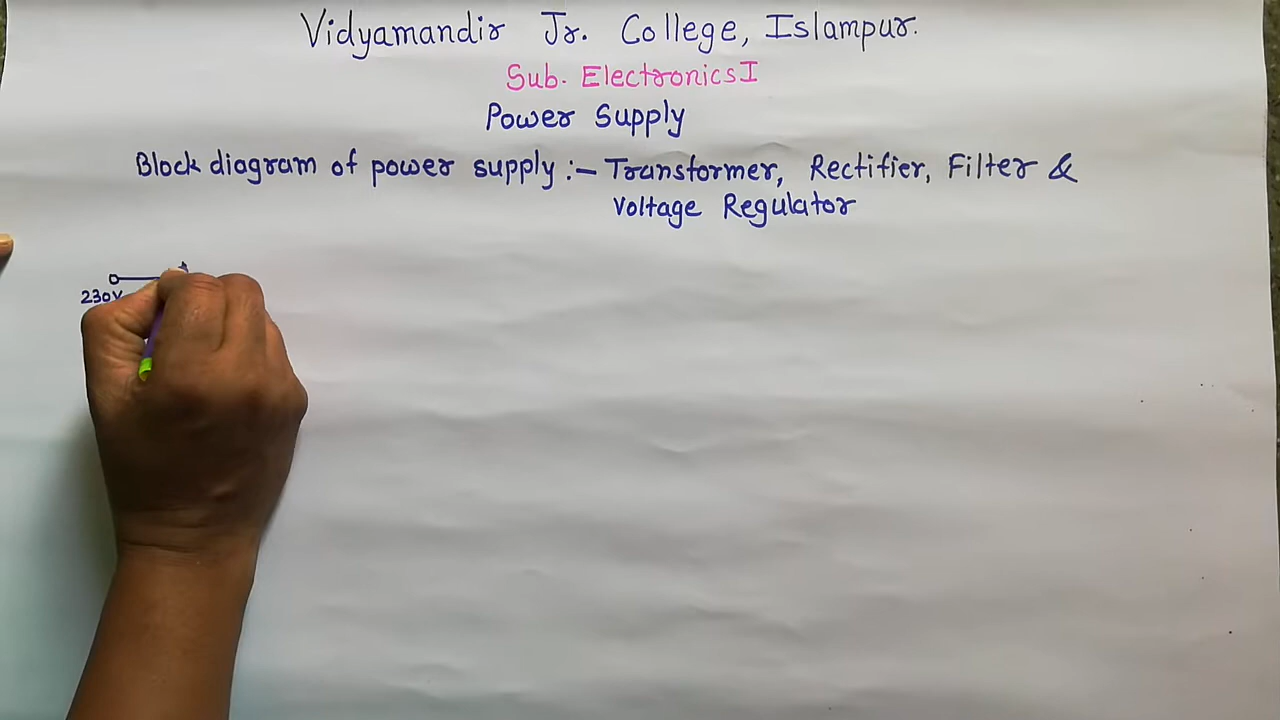 Vidyamandir Jr. College, Islampur.
Sub. Electronics I
Power Supply
Block diagram of power supply :- Transformer, Rectifier, Filter &
Voltage Regulator
230V